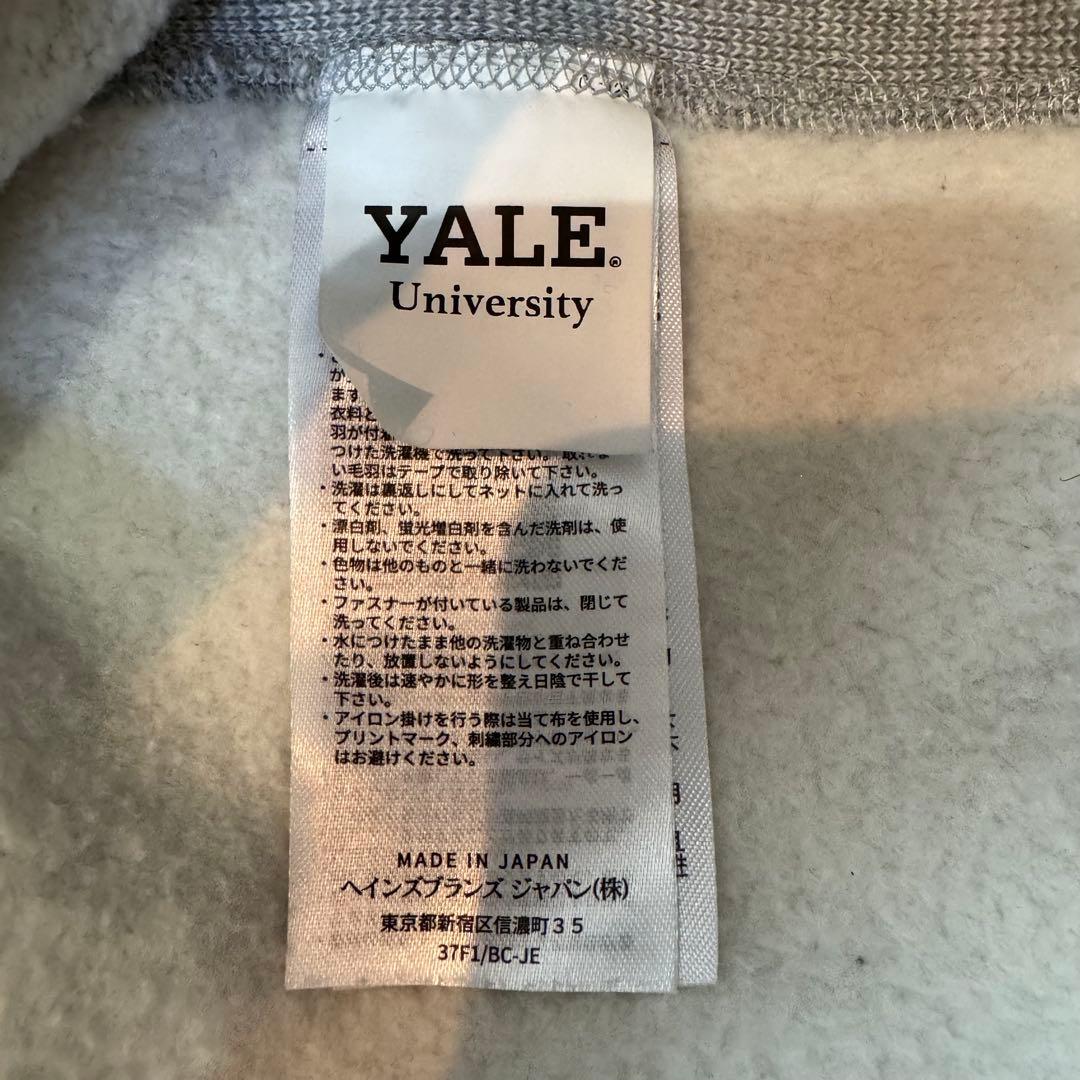 YALE®
University
か
ます
衣料と
羽が付着
つけた洗濯機で洗って下さい。取れな
い毛羽はテープで取り除いて下さい。
・洗濯は裏返しにしてネットに入れて洗っ
てください。
・漂白剤、蛍光増白剤を含んだ洗剤は、使
用しないでください。
・色物は他のものと一緒に洗わないでくだ
さい。
・ファスナーが付いている製品は、閉じて
洗ってください。
・水につけたまま他の洗濯物と重ね合わせ
たり、放置しないようにしてください。
・洗濯後は速やかに形を整え日陰で干して
下さい。
・アイロン掛けを行う際は当て布を使用し、
プリントマーク、刺繍部分へのアイロン
はお避けください。
MADE IN JAPAN
ヘインズブランズ ジャパン(株)
東京都新宿区信濃町35
37F1/BC-JE